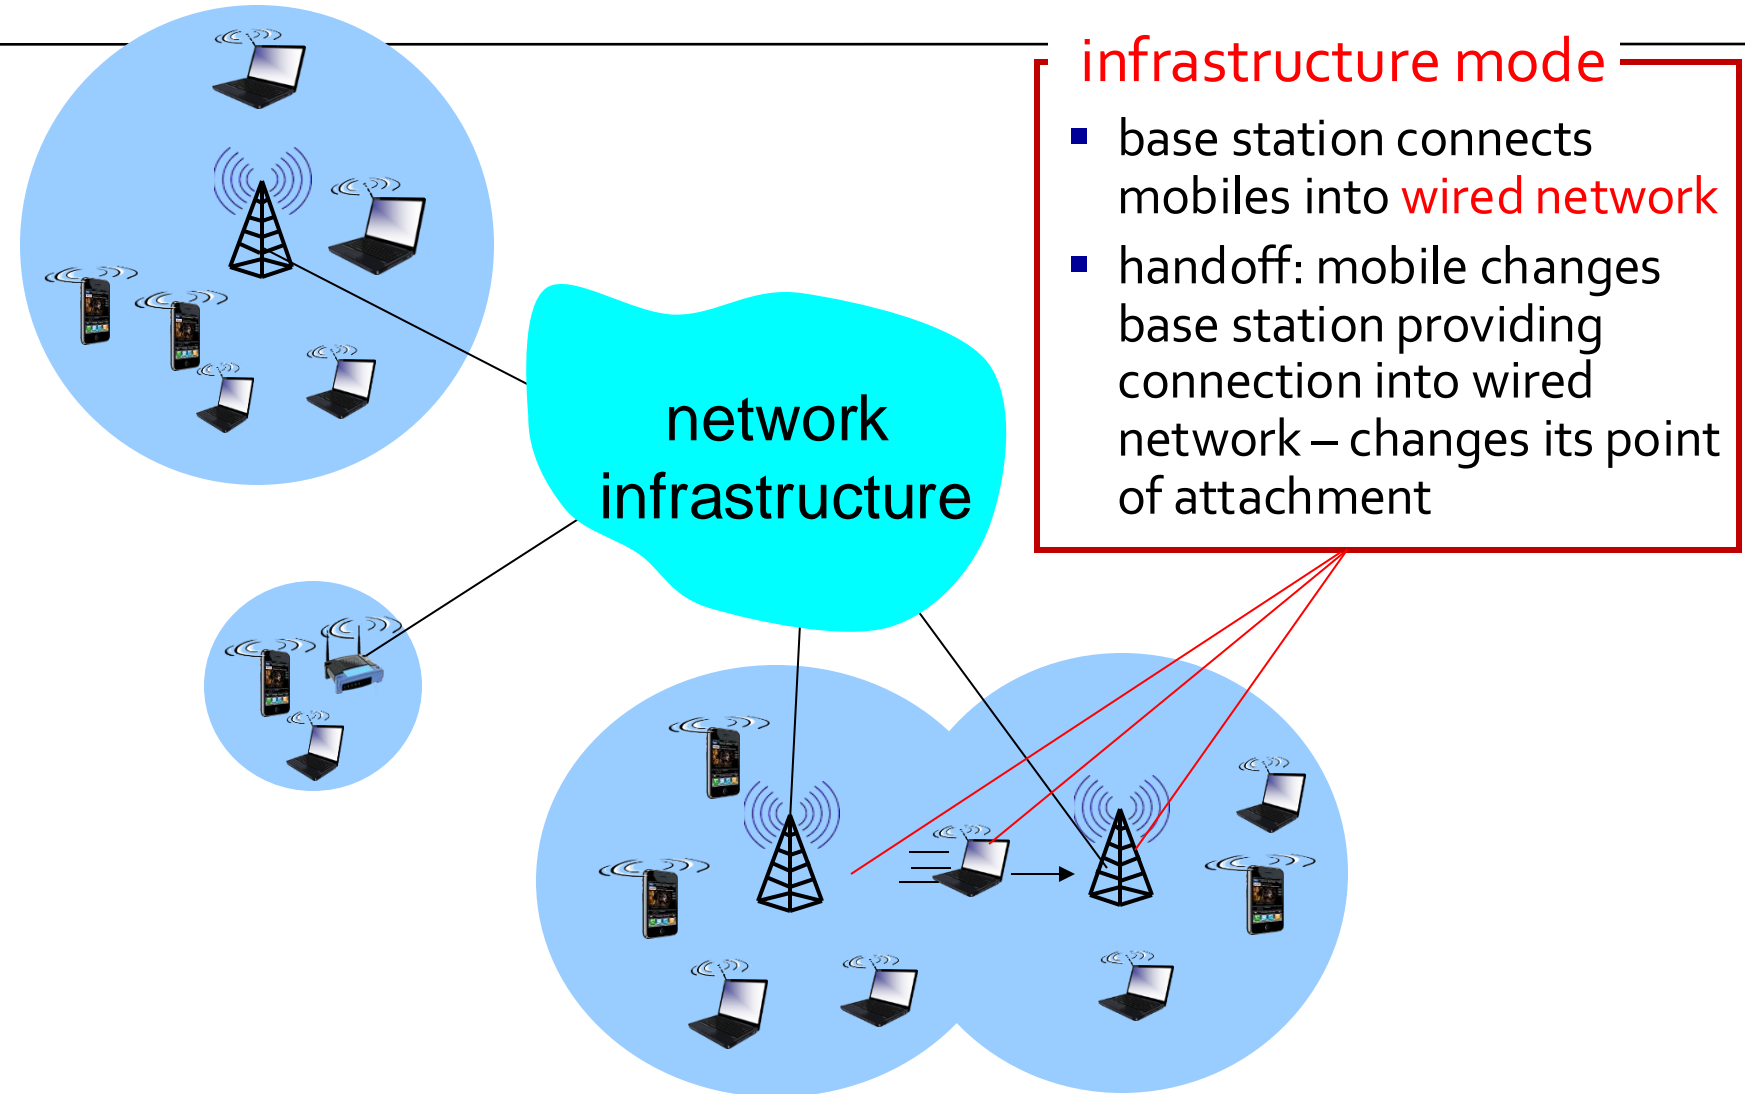 infrastructure mode
▪ base station connects
mobiles into wired network
▪ handoff: mobile changes
base station providing
connection into wired
network – changes its point
of attachment
network
infrastructure